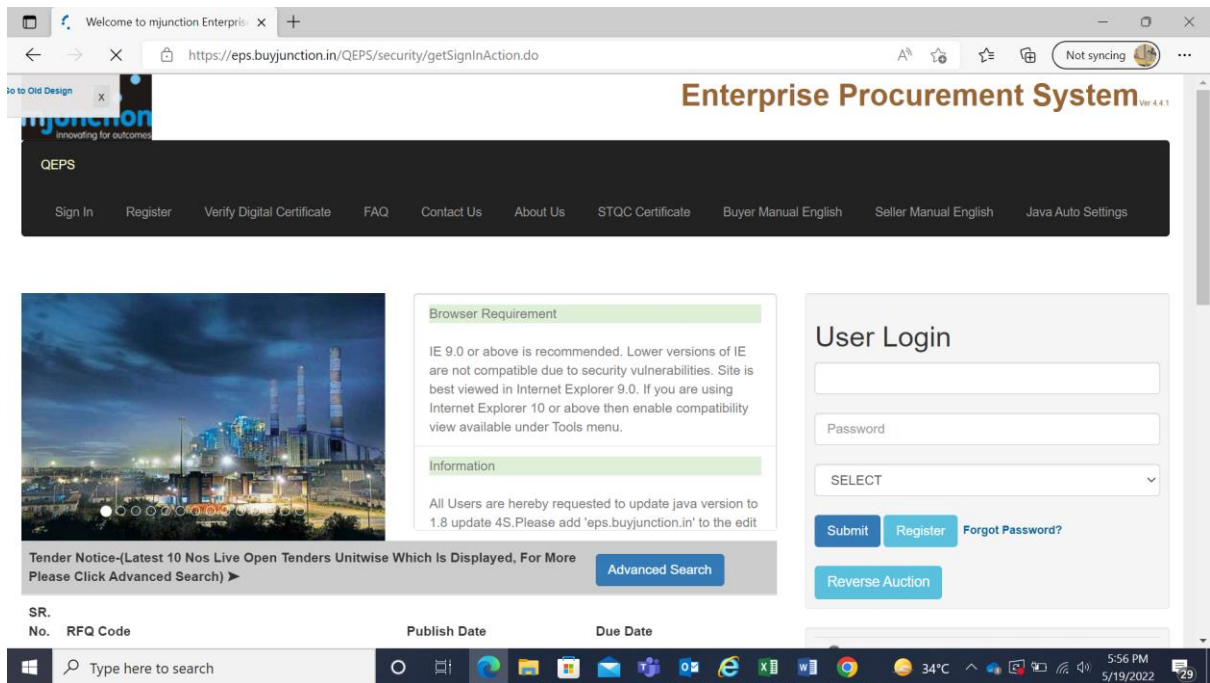 Welcome to mjunction Enterpris
https://eps.buyjunction.in/QEPS/security/getSignInAction.do
Not syncing
Go to Old Design
X
mjunction
innovating for outcomes
Enterprise Procurement System Ver 4.4.1
QEPS
Sign In Register Verify Digital Certificate FAQ Contact Us About Us STQC Certificate Buyer Manual English Seller Manual English Java Auto Settings
Browser Requirement
IE 9.0 or above is recommended. Lower versions of IE
are not compatible due to security vulnerabilities. Site is
best viewed in Internet Explorer 9.0. If you are using
Internet Explorer 10 or above then enable compatibility
view available under Tools menu.
Information
All Users are hereby requested to update java version to
1.8 update 4S.Please add 'eps.buyjunction.in' to the edit
User Login
Password
SELECT
Submit Register Forgot Password?
Reverse Auction
Tender Notice-(Latest 10 Nos Live Open Tenders Unitwise Which Is Displayed, For More
Please Click Advanced Search) ➤
Advanced Search
SR.
No. RFQ Code Publish Date Due Date
Type here to search
34°C
5:56 PM
5/19/2022
29